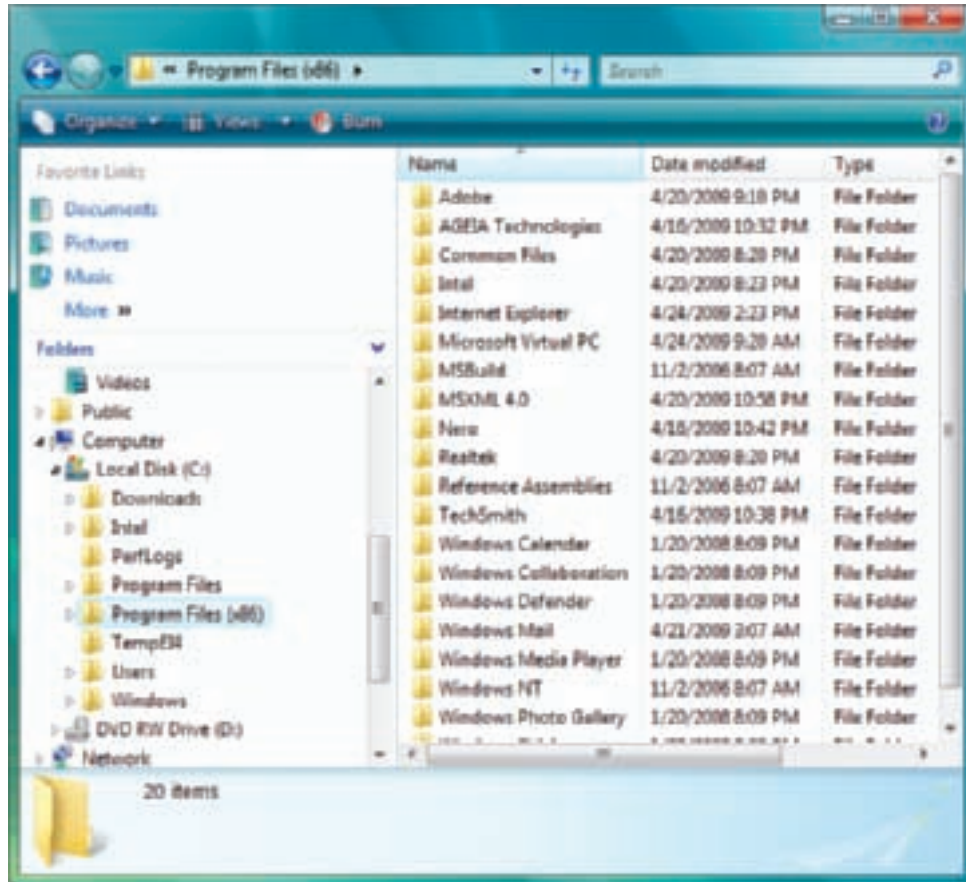 « Program Files (x86)
Search
Organize Views Burn
Favorite Links
Documents
Pictures
Music
More »
Folders
Videos
Public
Computer
Local Disk (C:)
Downloads
Intel
PerfLogs
Program Files
Program Files (x86)
Users
Windows
DVD RW Drive (D:)
Network
Name Date modified Type
Adobe 4/20/2009 9:18 PM File Folder
AGEIA Technologies 4/16/2009 10:32 PM File Folder
Common Files 4/20/2009 8:20 PM File Folder
Intel 4/20/2009 8:23 PM File Folder
Internet Explorer 4/24/2009 2:23 PM File Folder
Microsoft Virtual PC 4/24/2009 9:20 AM File Folder
MSBuild 11/2/2006 8:07 AM File Folder
MSXML 4.0 4/20/2009 10:58 PM File Folder
Nero 4/16/2009 10:42 PM File Folder
Realtek 4/20/2009 8:20 PM File Folder
Reference Assemblies 11/2/2006 8:07 AM File Folder
TechSmith 4/16/2009 10:38 PM File Folder
Windows Calendar 1/20/2008 8:09 PM File Folder
Windows Collaboration 1/20/2008 8:09 PM File Folder
Windows Defender 1/20/2008 8:09 PM File Folder
Windows Mail 4/21/2009 3:07 AM File Folder
Windows Media Player 1/20/2008 8:09 PM File Folder
Windows NT 11/2/2006 8:07 AM File Folder
Windows Photo Gallery 1/20/2008 8:09 PM File Folder
20 items